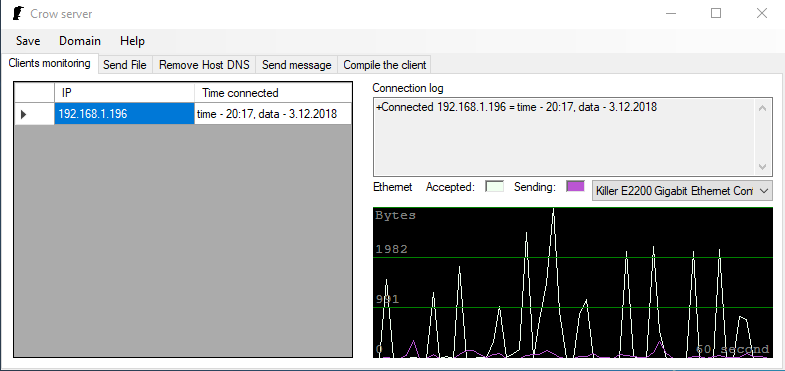 Crow server
Save Domain Help
Clients monitoring Send File Remove Host DNS Send message Compile the client
IP Time connected
192.168.1.196 time - 20:17, data - 3.12.2018
Connection log
+Connected 192.168.1.196 = time - 20:17, data - 3.12.2018
Ethernet Accepted: Sending: Killer E2200 Gigabit Ethernet Cont
Bytes
1982
991
0 60 second